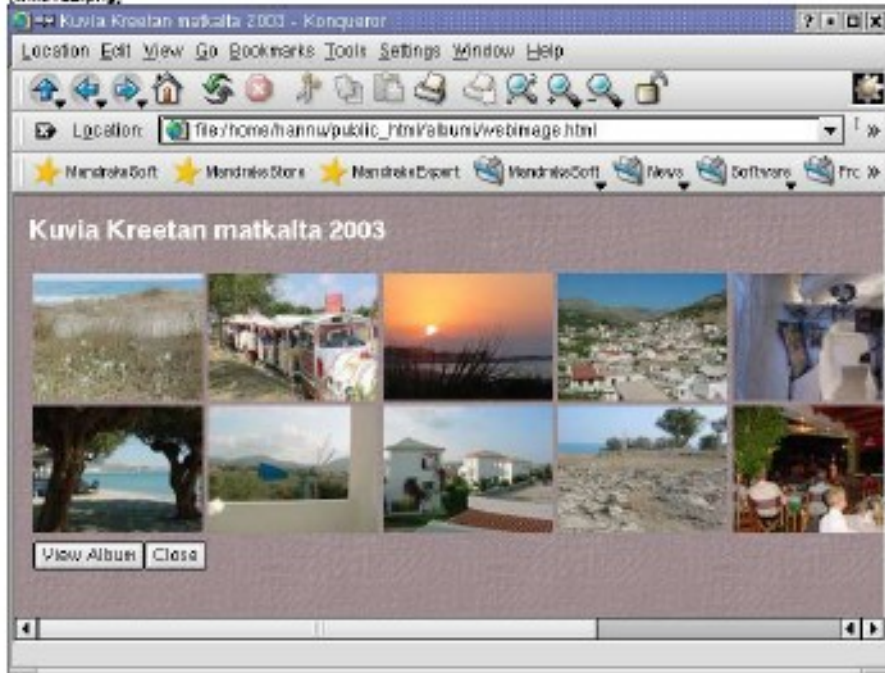 Kuvia Kreetan matkalta 2003 - Konqueror
Location Edit View Go Bookmarks Tools Settings Window Help
Location: file:/home/hannu/public_html/albumi/webimage.html
MandrakeSoft MandrakeStore MandrakeExpert MandrakeSoft News Software
Kuvia Kreetan matkalta 2003
View Album Close